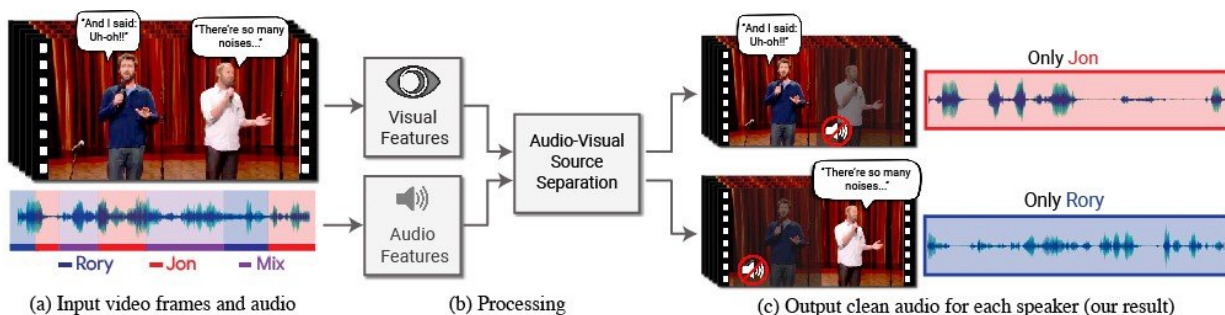 "And I said:
Uh-oh!!"
"There're so many
noises..."
Rory
Jon
Mix
(a) Input video frames and audio
Visual
Features
Audio
Features
Audio-Visual
Source
Separation
(b) Processing
"And I said:
Uh-oh!!"
Only Jon
"There're so many
noises..."
Only Rory
(c) Output clean audio for each speaker (our result)